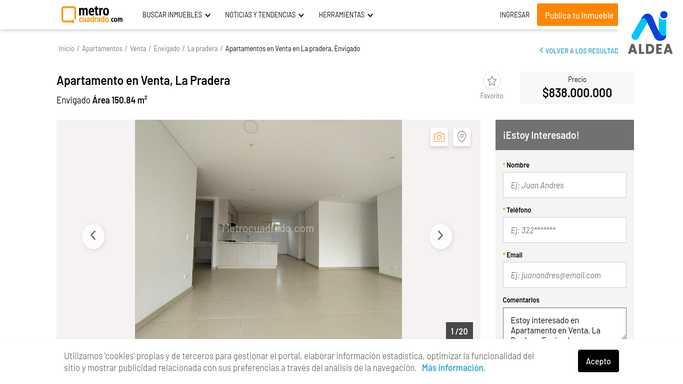 metro
cuadrado.com
BUSCAR INMUEBLES
NOTICIAS Y TENDENCIAS
HERRAMIENTAS
INGRESAR
Publica tu Inmueble
ALDEA
Inicio / Apartamentos / Venta / Envigado / La pradera / Apartamentos en Venta en La pradera, Envigado
VOLVER A LOS RESULTAD
Apartamento en Venta, La Pradera
Envigado Área 150.84 m²
Favorito
Precio
$838.000.000
Metrocuadrado.com
1 /20
¡Estoy Interesado!
* Nombre
Ej: Juan Andres
* Teléfono
Ej: 322*******
* Email
Ej: juanandres@email.com
Comentarios
Estoy interesado en
Apartamento en Venta, La
Utilizamos 'cookies' propias y de terceros para gestionar el portal, elaborar información estadística, optimizar la funcionalidad del
sitio y mostrar publicidad relacionada con sus preferencias a través del análisis de la navegación. Más información.
Acepto